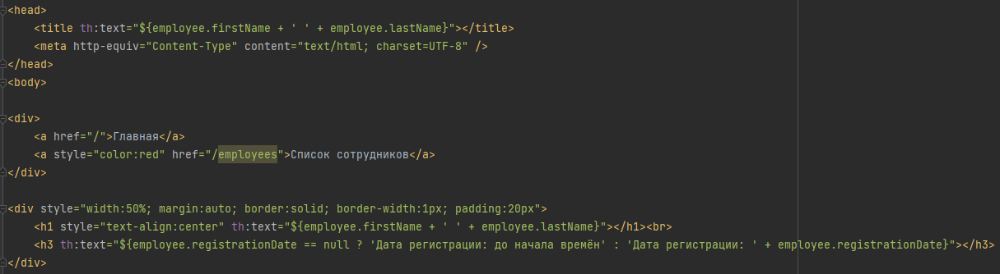 <head>
    <title th:text="${employee.firstName + ' ' + employee.lastName}"></title>
    <meta http-equiv="Content-Type" content="text/html; charset=UTF-8" />
</head>
<body>

<div>
    <a href="/">Главная</a>
    <a style="color:red" href="/employees">Список сотрудников</a>
</div>

<div style="width:50%; margin:auto; border:solid; border-width:1px; padding:20px">
    <h1 style="text-align:center" th:text="${employee.firstName + ' ' + employee.lastName}"></h1><br>
    <h3 th:text="${employee.registrationDate == null ? 'Дата регистрации: до начала времён' : 'Дата регистрации: ' + employee.registrationDate}"></h3>
</div>